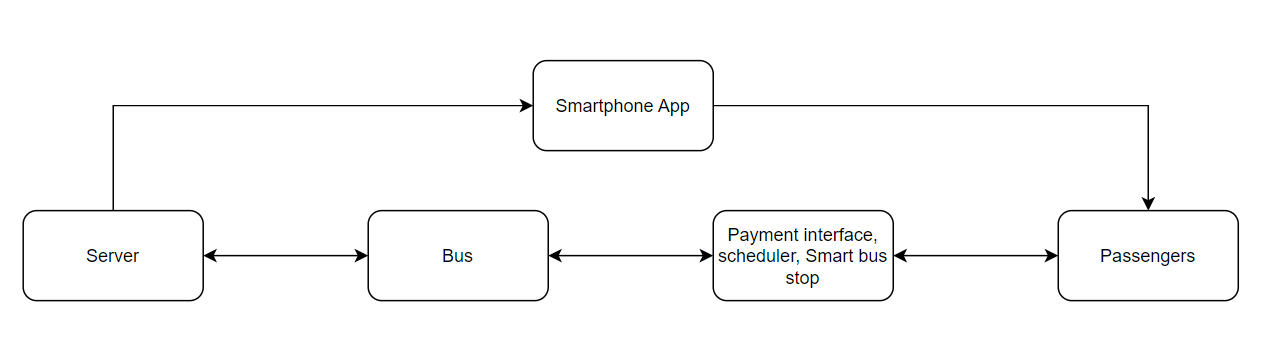 Smartphone App
Server
Bus
Payment interface,
scheduler, Smart bus
stop
Passengers